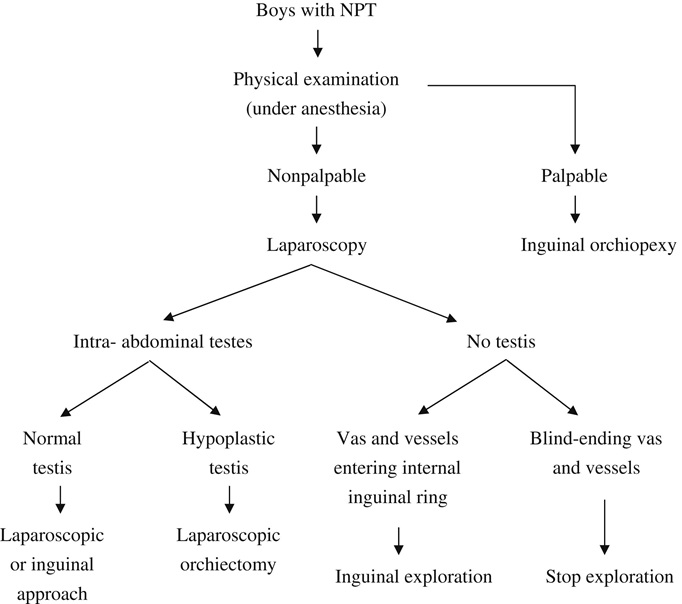 Boys with NPT
Physical examination
(under anesthesia)
Nonpalpable
Palpable
Laparoscopy
Inguinal orchiopexy
Intra- abdominal testes
No testis
Normal
testis
Hypoplastic
testis
Vas and vessels
entering internal
inguinal ring
Blind-ending vas
and vessels
Laparoscopic
or inguinal
approach
Laparoscopic
orchiectomy
Inguinal exploration
Stop exploration